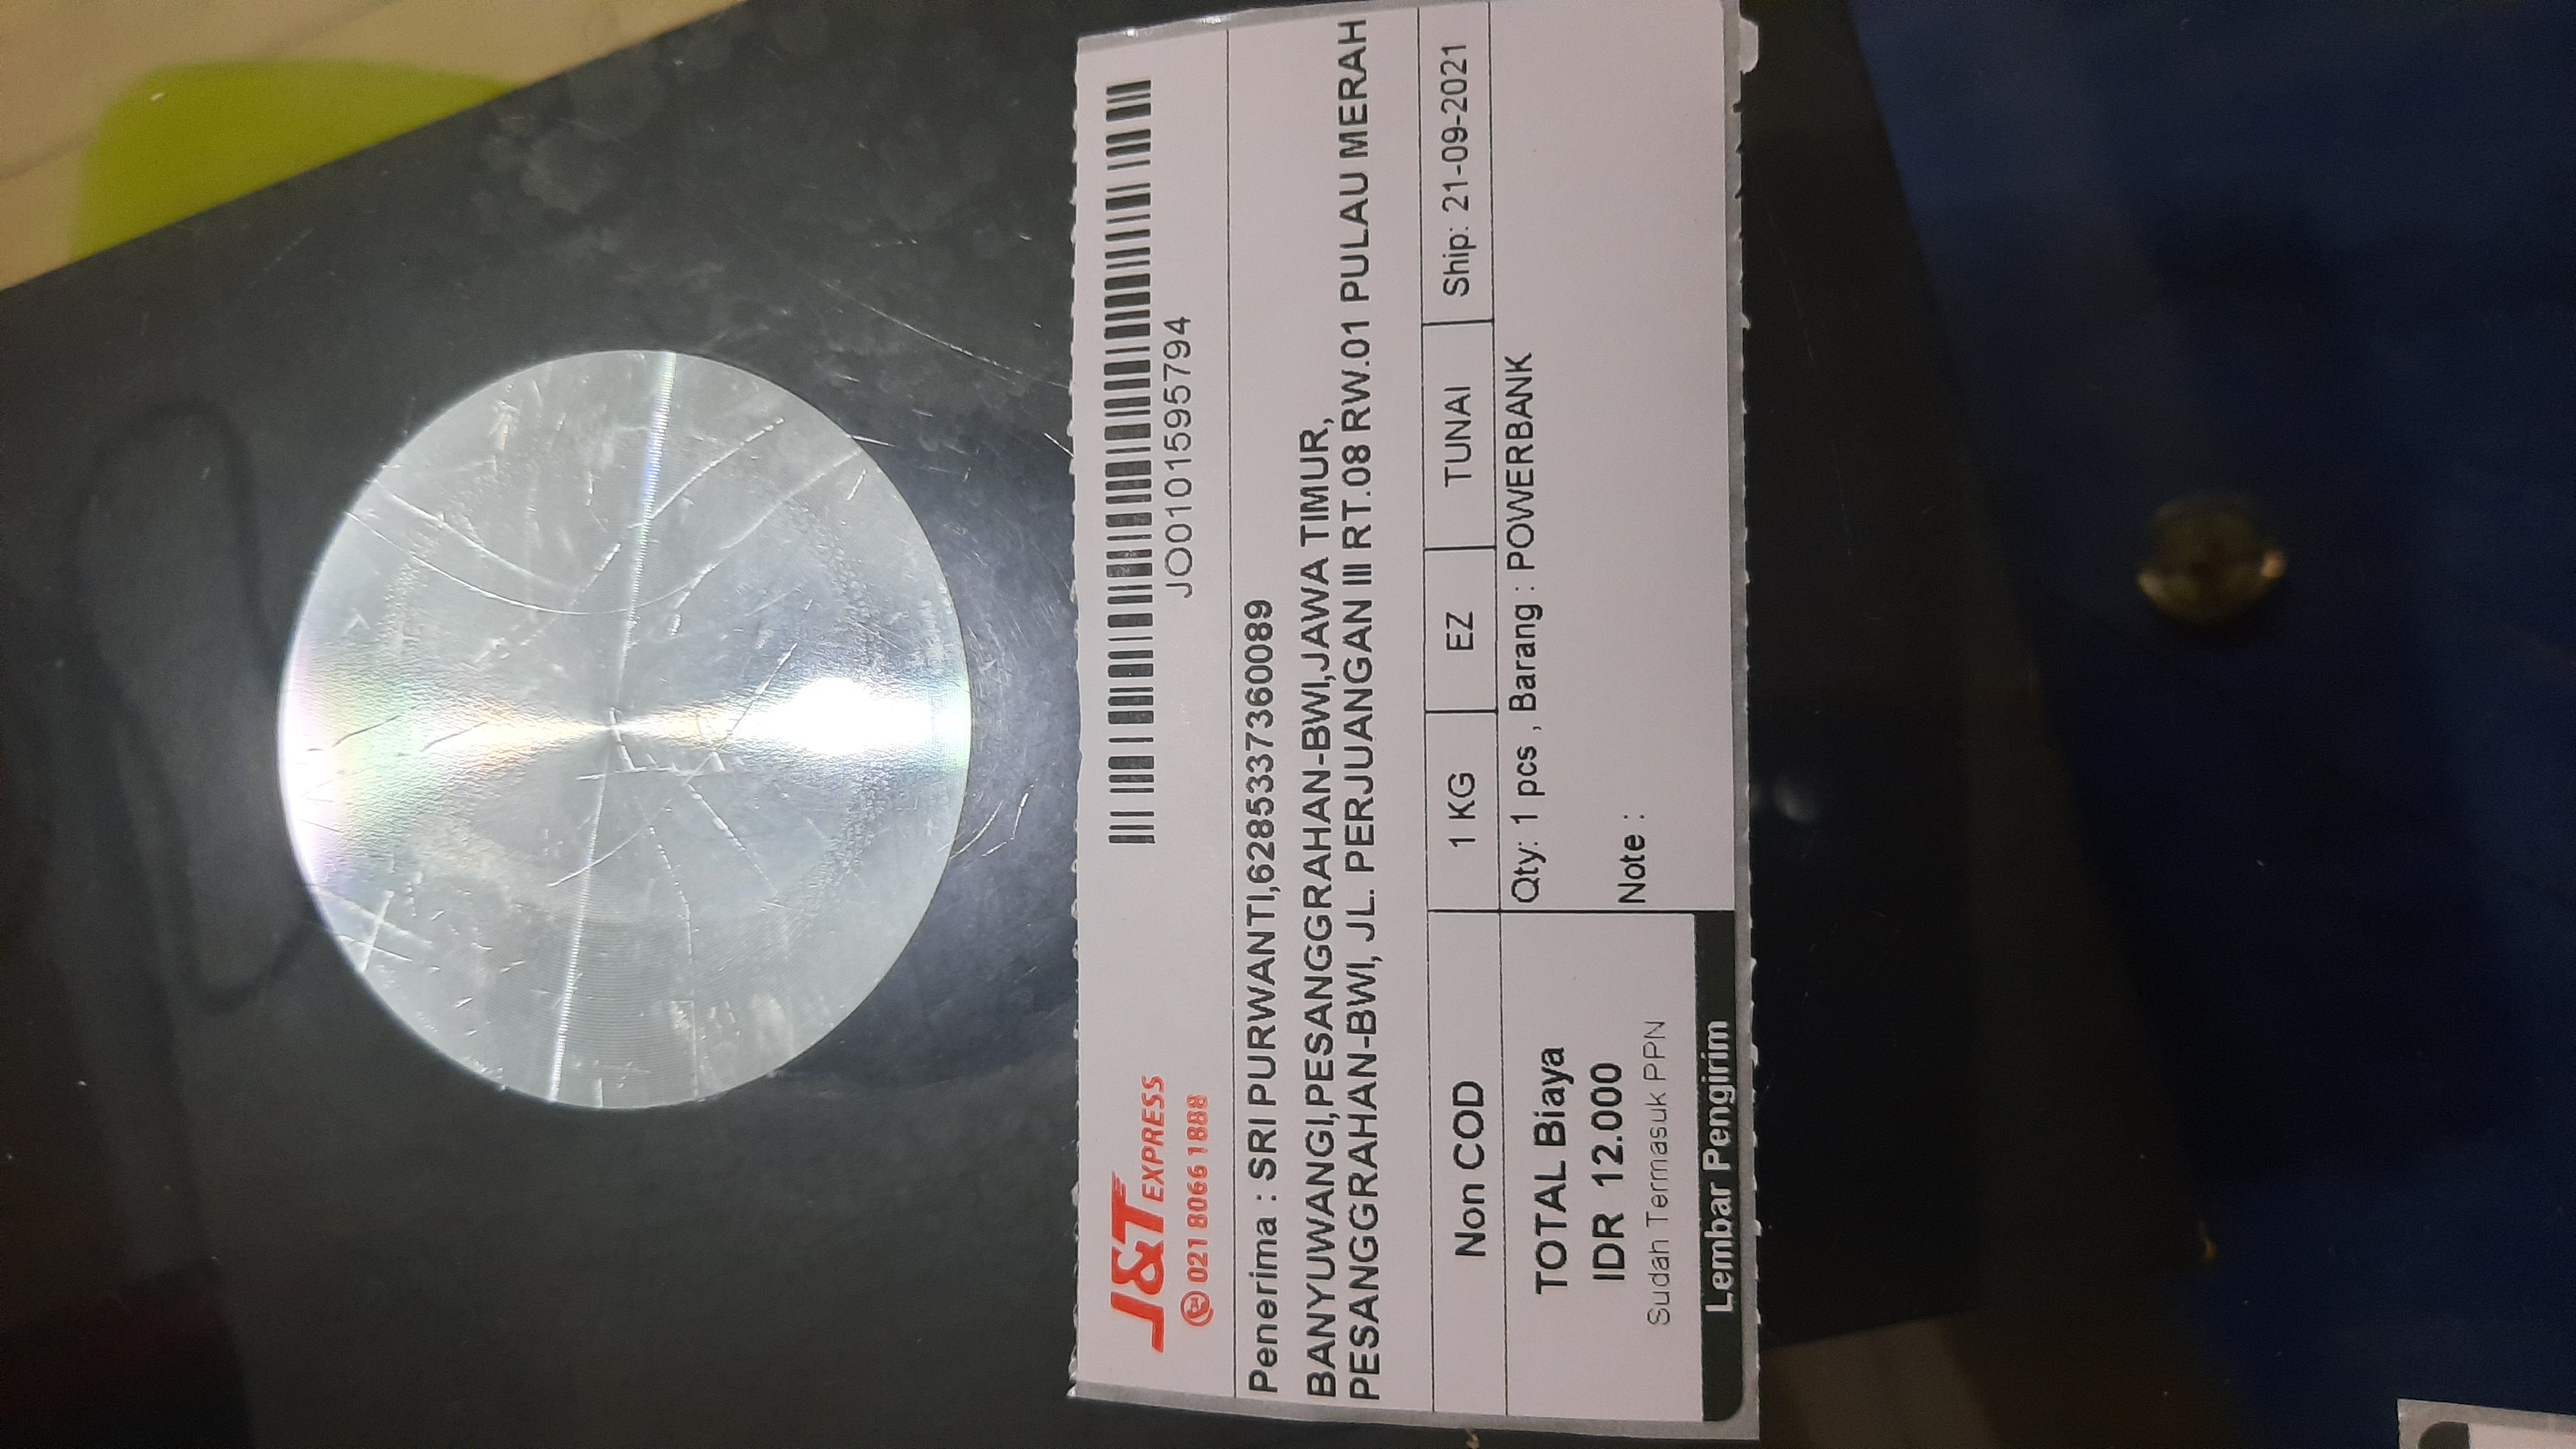 J&T EXPRESS
021 8066 1888
JO0101595794
Penerima : SRI PURWANTI,6285337360089
BANYUWANGI,PESANGGRAHAN-BWI,JAWA TIMUR,
PESANGGRAHAN-BWI, JL. PERJUANGAN III RT.08 RW.01 PULAU MERAH
Non COD
1 KG
EZ
TUNAI
Ship: 21-09-2021
TOTAL Biaya
IDR 12.000
Sudah Termasuk PPN
Lembar Pengirim
Qty: 1 pcs , Barang : POWERBANK
Note :